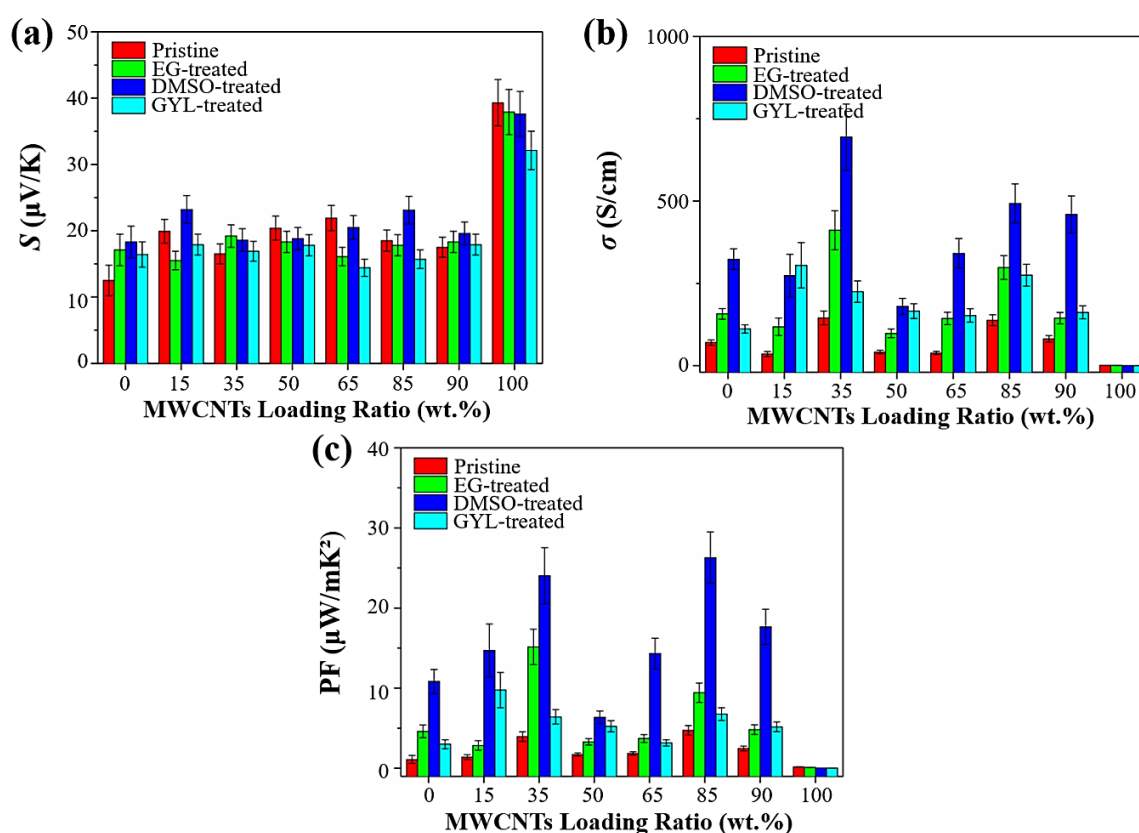 (a)
50
40
30
20
10
0
S (μV/K)
Pristine
EG-treated
DMSO-treated
GYL-treated
0 15 35 50 65 85 90 100
MWCNTs Loading Ratio (wt.%)
(b)
1000
500
0
σ (S/cm)
Pristine
EG-treated
DMSO-treated
GYL-treated
0 15 35 50 65 85 90 100
MWCNTs Loading Ratio (wt.%)
(c)
40
30
20
10
0
PF (μW/mK²)
Pristine
EG-treated
DMSO-treated
GYL-treated
0 15 35 50 65 85 90 100
MWCNTs Loading Ratio (wt.%)